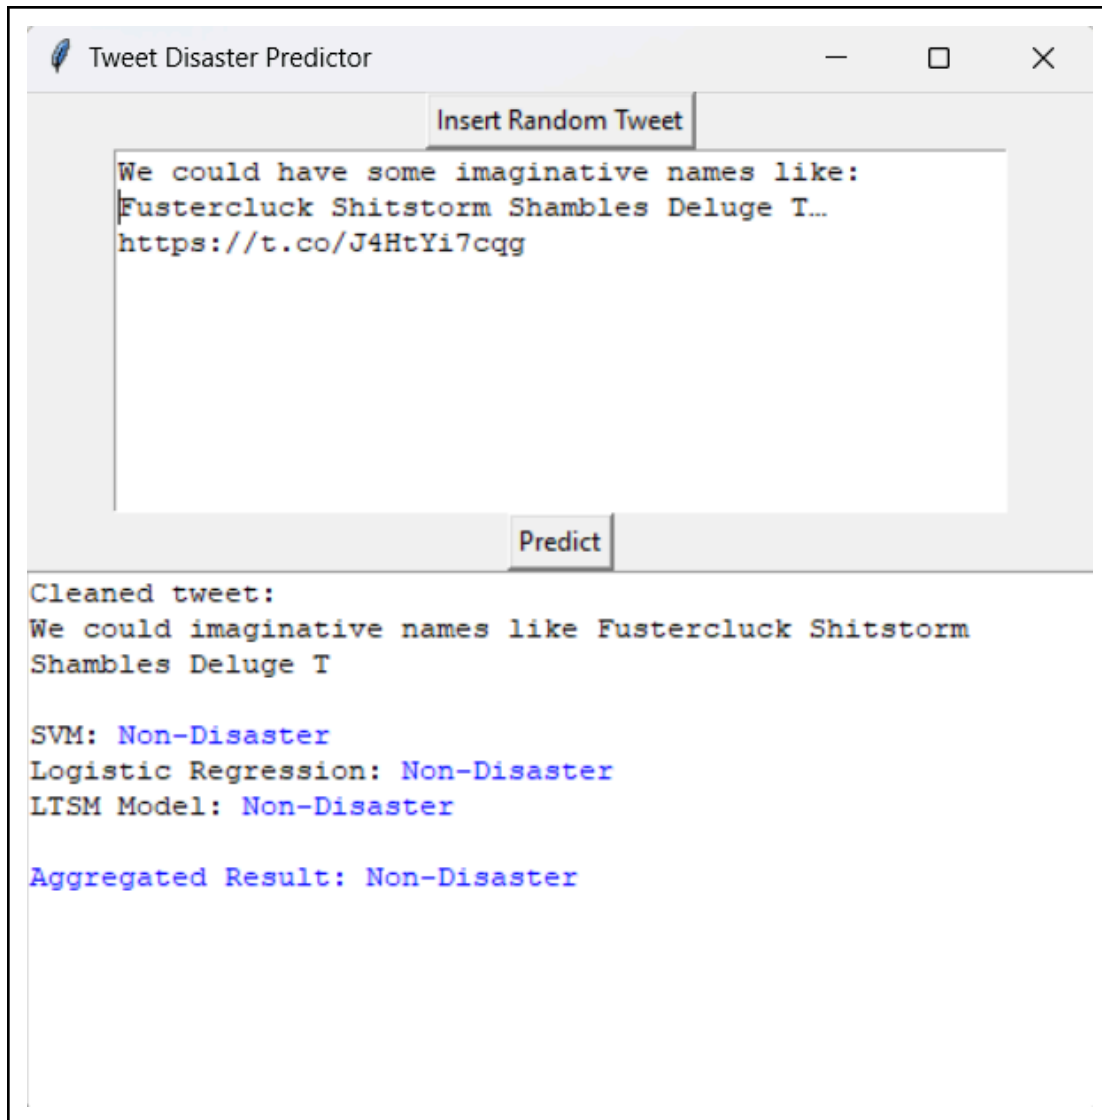 Tweet Disaster Predictor
Insert Random Tweet
We could have some imaginative names like:
Fustercluck Shitstorm Shambles Deluge T…
https://t.co/J4HtYi7cqg
Predict
Cleaned tweet:
We could imaginative names like Fustercluck Shitstorm
Shambles Deluge T
SVM: Non-Disaster
Logistic Regression: Non-Disaster
LTSM Model: Non-Disaster
Aggregated Result: Non-Disaster